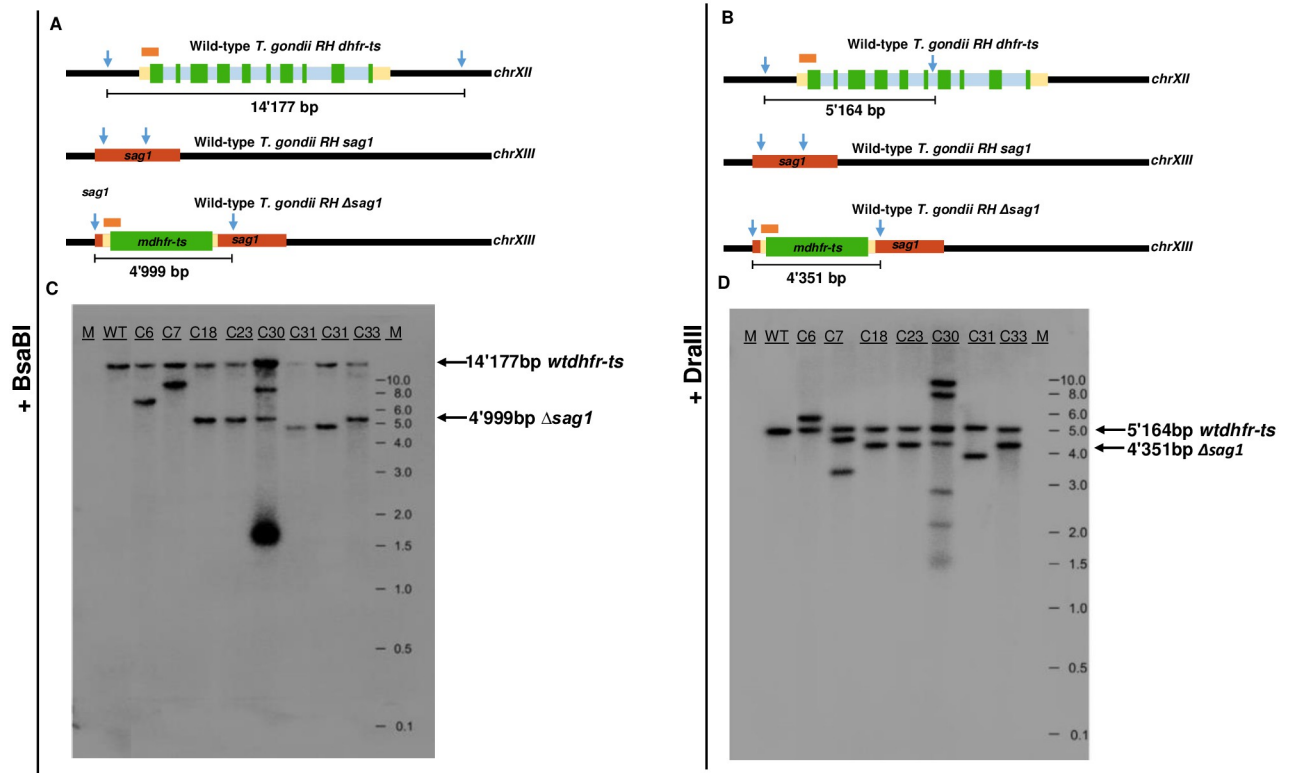 A
Wild-type T. gondii RH dhfr-ts
chrXII
14'177 bp
Wild-type T. gondii RH sag1
sag1
chrXIII
sag1
Wild-type T. gondii RH Δsag1
mdhfr-ts
sag1
chrXIII
4'999 bp
B
Wild-type T. gondii RH dhfr-ts
chrXII
5'164 bp
Wild-type T. gondii RH sag1
sag1
chrXIII
Wild-type T. gondii RH Δsag1
mdhfr-ts
sag1
chrXIII
4'351 bp
+ BsaBI
C
M WT C6 C7 C18 C23 C30 C31 C31 C33 M
14'177bp wtdhfr-ts
4'999bp Δsag1
10.0
8.0
6.0
5.0
4.0
3.0
2.0
1.5
1.0
0.5
0.1
+ DraIII
D
M WT C6 C7 C18 C23 C30 C31 C33 M
10.0
8.0
6.0
5.0
4.0
3.0
2.0
1.5
1.0
0.5
0.1
5'164bp wtdhfr-ts
4'351bp Δsag1